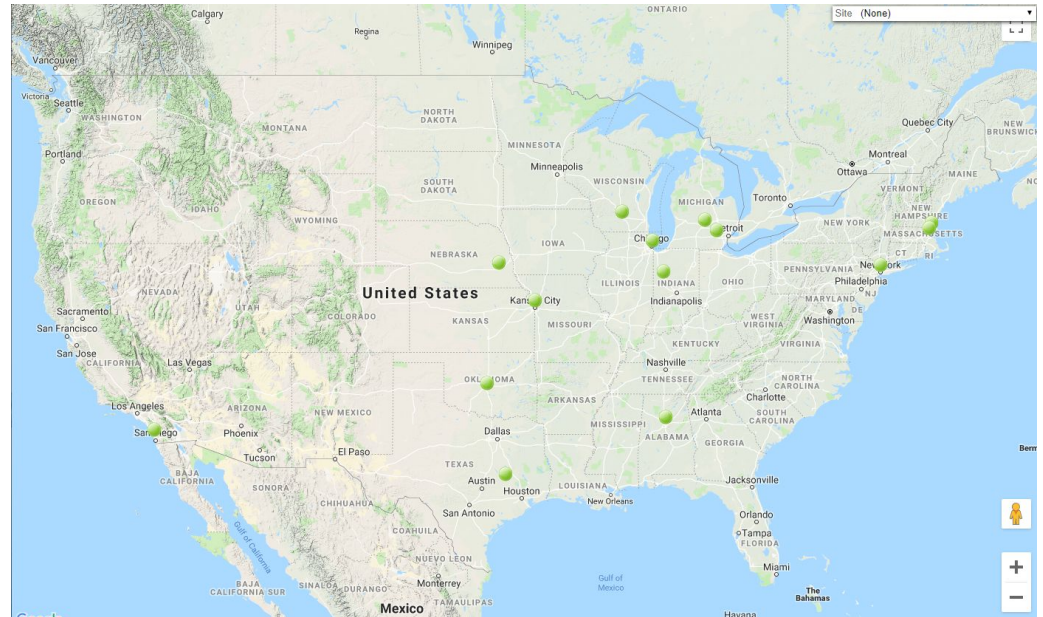 Site (None)
ONTARIO
Calgary
Regina
Winnipeg
Vancouver
Victoria
Seattle
WASHINGTON
NORTH
DAKOTA
Quebec City
NEW
BRUNSWICK
MONTANA
MINNESOTA
Montreal
Portland
Minneapolis
Ottawa
MAINE
SOUTH
DAKOTA
WISCONSIN
VERMONT
OREGON
IDAHO
MICHIGAN
Toronto
NEW
HAMPSHIRE
WYOMING
NEW YORK
MASSACHUSETTS
IOWA
CT
RI
NEBRASKA
PENNSYLVANIA
New York
Philadelphia
NEVADA
UTAH
United States
ILLINOIS
INDIANA
OHIO
NJ
Kansas City
Indianapolis
MARYLAND
DE
Sacramento
COLORADO
WEST
VIRGINIA
Washington
San Francisco
KANSAS
MISSOURI
San Jose
KENTUCKY
VIRGINIA
CALIFORNIA
Las Vegas
Nashville
OKLAHOMA
TENNESSEE
NORTH
CAROLINA
Los Angeles
ARIZONA
NEW MEXICO
ARKANSAS
Charlotte
Atlanta
SOUTH
CAROLINA
San Diego
Phoenix
Dallas
MISSISSIPPI
ALABAMA
GEORGIA
Tucson
El Paso
TEXAS
BAJA
CALIFORNIA
SONORA
Austin
Houston
LOUISIANA
Jacksonville
CHIHUAHUA
New Orleans
San Antonio
Orlando
Gulf of
California
COAHUILA
Tampa
FLORIDA
NUEVO LEON
Miami
BAJA
CALIFORNIA SUR
SINALOA
DURANGO
Monterrey
Gulf of
Mexico
The
Bahamas
Mexico
TAMAULIPAS
Havana